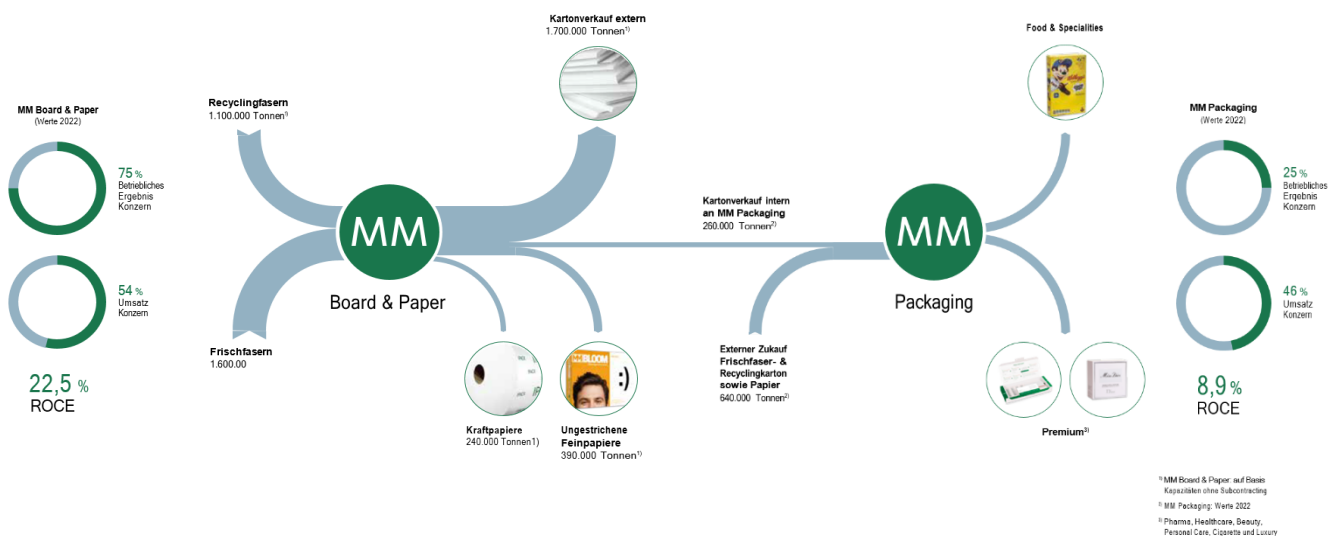 MM Board & Paper
(Werte 2022)
75 %
Betriebliches
Ergebnis
Konzern
54 %
Umsatz
Konzern
22,5 %
ROCE
Recyclingfasern
1.100.000 Tonnen¹⁾
Frischfasern
1.600.00
MM
Board & Paper
Kartonverkauf extern
1.700.000 Tonnen¹⁾
Kraftpapiere
240.000 Tonnen1)
MM BLOOM
:)
Ungestrichene
Feinpapiere
390.000 Tonnen¹⁾
Kartonverkauf intern
an MM Packaging
260.000 Tonnen²⁾
Externer Zukauf
Frischfaser- &
Recyclingkarton
sowie Papier
640.000 Tonnen²⁾
MM
Packaging
Food & Specialities
Kellogg's
Premium³⁾
MM Packaging
(Werte 2022)
25 %
Betriebliches
Ergebnis
Konzern
46 %
Umsatz
Konzern
8,9 %
ROCE
¹⁾ MM Board & Paper: auf Basis
Kapazitäten ohne Subcontracting
²⁾ MM Packaging: Werte 2022
³⁾ Pharma, Healthcare, Beauty,
Personal Care, Cigarette und Luxury